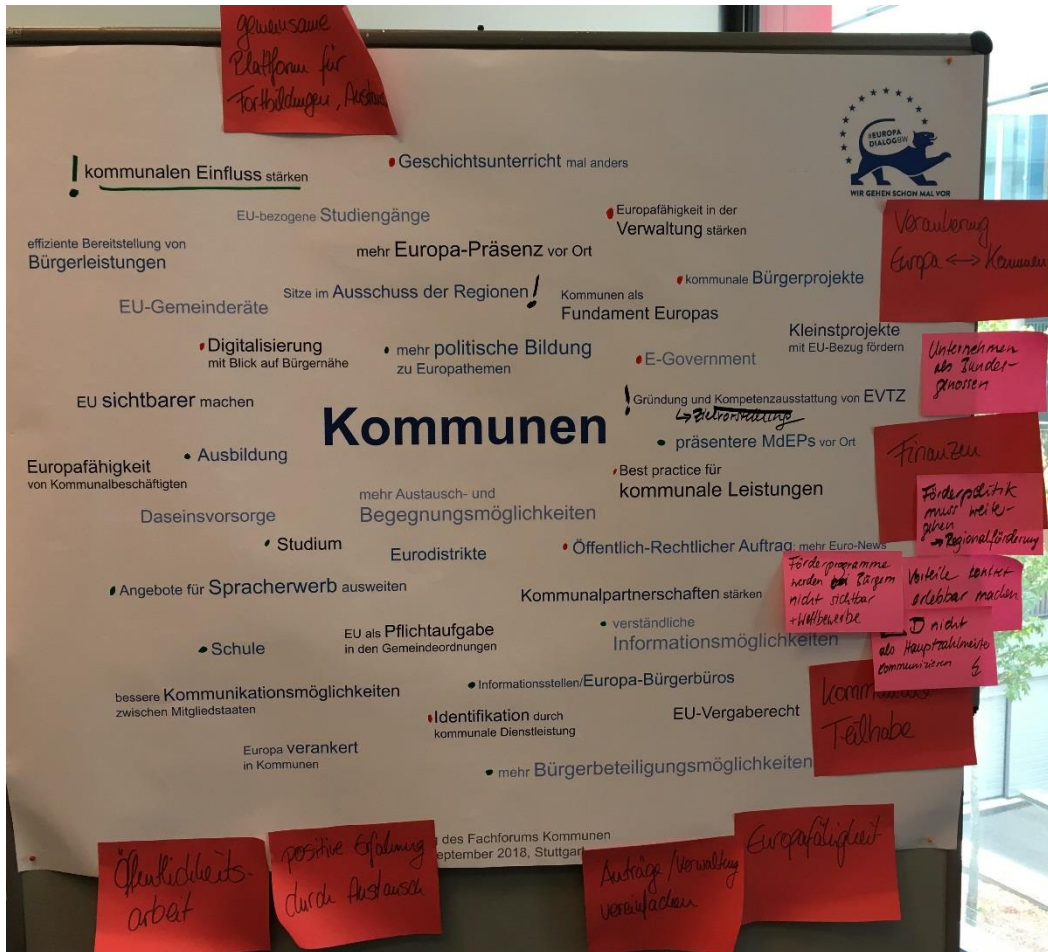 gemeinsame
Plattform für
Fortbildungen, Austausch
#EUROPA
DIALOGBW
WIR GEHEN SCHON MAL VOR
! kommunalen Einfluss stärken
Geschichtsunterricht mal anders
EU-bezogene Studiengänge
Europafähigkeit in der
Verwaltung stärken
effiziente Bereitstellung von
Bürgerleistungen
mehr Europa-Präsenz vor Ort
kommunale Bürgerprojekte
Sitze im Ausschuss der Regionen !
EU-Gemeinderäte
Kommunen als
Fundament Europas
Kleinstprojekte
mit EU-Bezug fördern
Digitalisierung
mit Blick auf Bürgernähe
mehr politische Bildung
zu Europathemen
E-Government
EU sichtbarer machen
! Gründung und Kompetenzausstattung von EVTZ
↳ Zielvorstellung
Kommunen
präsentere MdEPs vor Ort
Ausbildung
Europafähigkeit
von Kommunalbeschäftigten
Best practice für
kommunale Leistungen
mehr Austausch- und
Begegnungsmöglichkeiten
Daseinsvorsorge
Studium
Eurodistrikte
Öffentlich-Rechtlicher Auftrag: mehr Euro-News
Angebote für Spracherwerb ausweiten
Kommunalpartnerschaften stärken
EU als Pflichtaufgabe
in den Gemeindeordnungen
verständliche
Informationsmöglichkeiten
Schule
bessere Kommunikationsmöglichkeiten
zwischen Mitgliedstaaten
Informationsstellen/Europa-Bürgerbüros
Identifikation durch
kommunale Dienstleistung
EU-Vergaberecht
Europa verankert
in Kommunen
mehr Bürgerbeteiligungsmöglichkeiten
des Fachforums Kommunen
eptember 2018, Stuttgart
Verankerung
Europa <-> Kommunen
Unternehmen
als Bundes-
genossen
Finanzen
Förderpolitik
muss weiter-
gehen
→ Regionalförderung
Förderprogramme
werden Bürgern
nicht sichtbar
+ Wettbewerbe
Vorteile konkret
erlebbar machen
D nicht
als Hauptzahlmeister
kommunizieren
Teilhabe
Öffentlichkeits-
arbeit
positive Erfahrung
durch Austausch
Anträge / Verwaltung
vereinfachen
Europafähigkeit